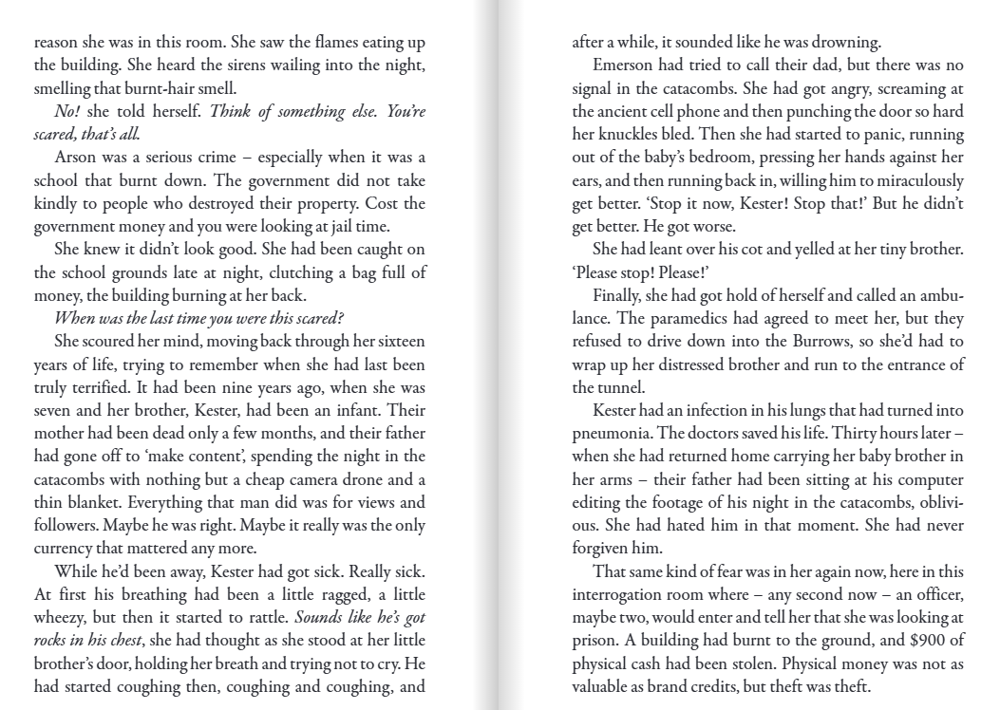 reason she was in this room. She saw the flames eating up
the building. She heard the sirens wailing into the night,
smelling that burnt-hair smell.
No! she told herself. Think of something else. You’re
scared, that’s all.
Arson was a serious crime – especially when it was a
school that burnt down. The government did not take
kindly to people who destroyed their property. Cost the
government money and you were looking at jail time.
She knew it didn’t look good. She had been caught on
the school grounds late at night, clutching a bag full of
money, the building burning at her back.
When was the last time you were this scared?
She scoured her mind, moving back through her sixteen
years of life, trying to remember when she had last been
truly terrified. It had been nine years ago, when she was
seven and her brother, Kester, had been an infant. Their
mother had been dead only a few months, and their father
had gone off to ‘make content’, spending the night in the
catacombs with nothing but a cheap camera drone and a
thin blanket. Everything that man did was for views and
followers. Maybe he was right. Maybe it really was the only
currency that mattered any more.
While he’d been away, Kester had got sick. Really sick.
At first his breathing had been a little ragged, a little
wheezy, but then it started to rattle. Sounds like he’s got
rocks in his chest, she had thought as she stood at her little
brother’s door, holding her breath and trying not to cry. He
had started coughing then, coughing and coughing, and
after a while, it sounded like he was drowning.
Emerson had tried to call their dad, but there was no
signal in the catacombs. She had got angry, screaming at
the ancient cell phone and then punching the door so hard
her knuckles bled. Then she had started to panic, running
out of the baby’s bedroom, pressing her hands against her
ears, and then running back in, willing him to miraculously
get better. ‘Stop it now, Kester! Stop that!’ But he didn’t
get better. He got worse.
She had leant over his cot and yelled at her tiny brother.
‘Please stop! Please!’
Finally, she had got hold of herself and called an ambu-
lance. The paramedics had agreed to meet her, but they
refused to drive down into the Burrows, so she’d had to
wrap up her distressed brother and run to the entrance of
the tunnel.
Kester had an infection in his lungs that had turned into
pneumonia. The doctors saved his life. Thirty hours later –
when she had returned home carrying her baby brother in
her arms – their father had been sitting at his computer
editing the footage of his night in the catacombs, oblivi-
ous. She had hated him in that moment. She had never
forgiven him.
That same kind of fear was in her again now, here in this
interrogation room where – any second now – an officer,
maybe two, would enter and tell her that she was looking at
prison. A building had burnt to the ground, and $900 of
physical cash had been stolen. Physical money was not as
valuable as brand credits, but theft was theft.